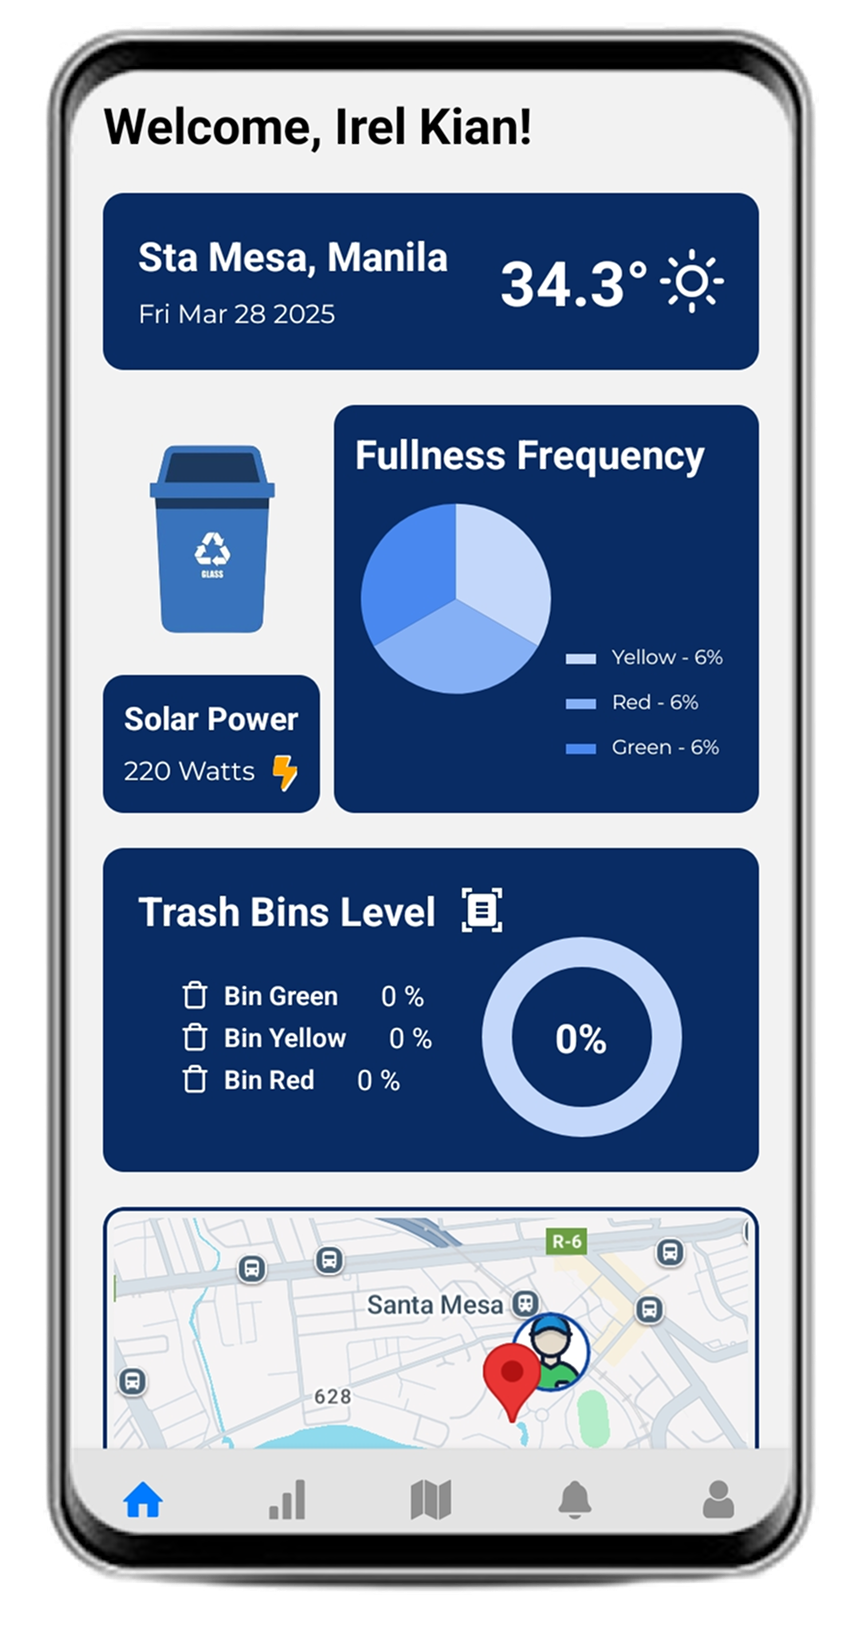 Welcome, Irel Kian!
Sta Mesa, Manila
Fri Mar 28 2025
34.3°
GLASS
Solar Power
220 Watts
Fullness Frequency
Yellow - 6%
Red - 6%
Green - 6%
Trash Bins Level
Bin Green 0 %
Bin Yellow 0 %
Bin Red 0 %
0%
R-6
Santa Mesa
628